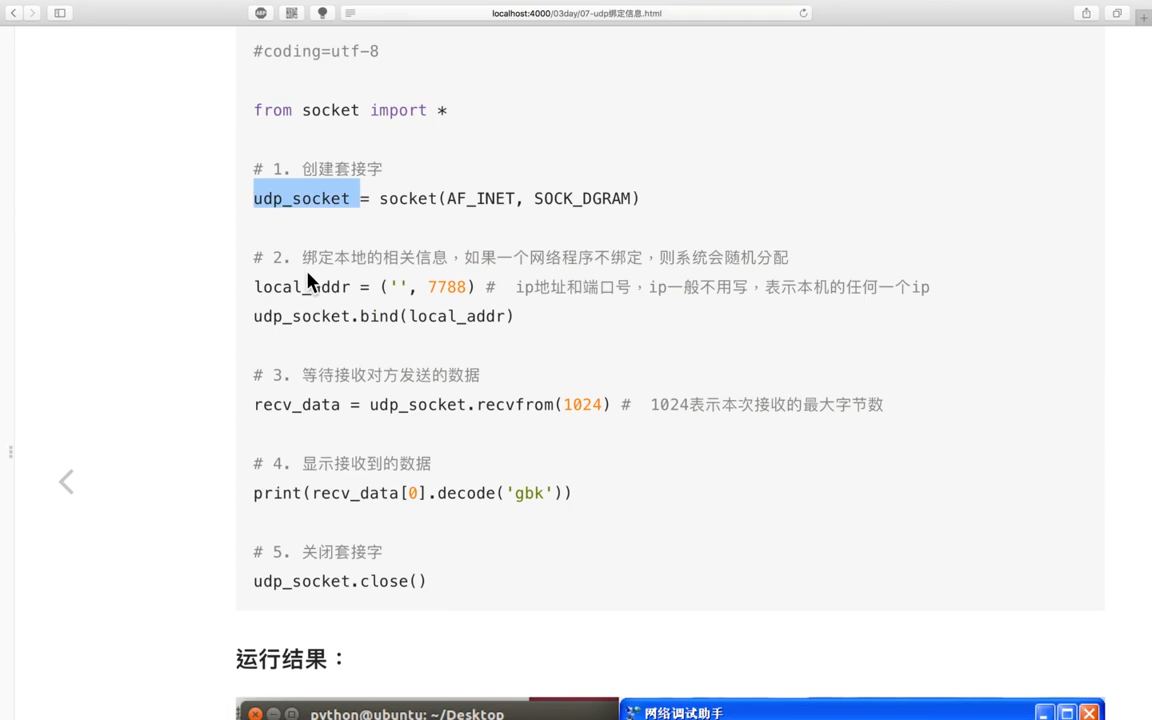 localhost:4000/03day/07-udp绑定信息.html
ABP
#coding=utf-8
from socket import *
# 1. 创建套接字
udp_socket = socket(AF_INET, SOCK_DGRAM)
# 2. 绑定本地的相关信息，如果一个网络程序不绑定，则系统会随机分配
local_addr = ('', 7788) #  ip地址和端口号，ip一般不用写，表示本机的任何一个ip
udp_socket.bind(local_addr)
# 3. 等待接收对方发送的数据
recv_data = udp_socket.recvfrom(1024) #  1024表示本次接收的最大字节数
# 4. 显示接收到的数据
print(recv_data[0].decode('gbk'))
# 5. 关闭套接字
udp_socket.close()
运行结果：
python@ubuntu: ~/Desktop
网络调试助手